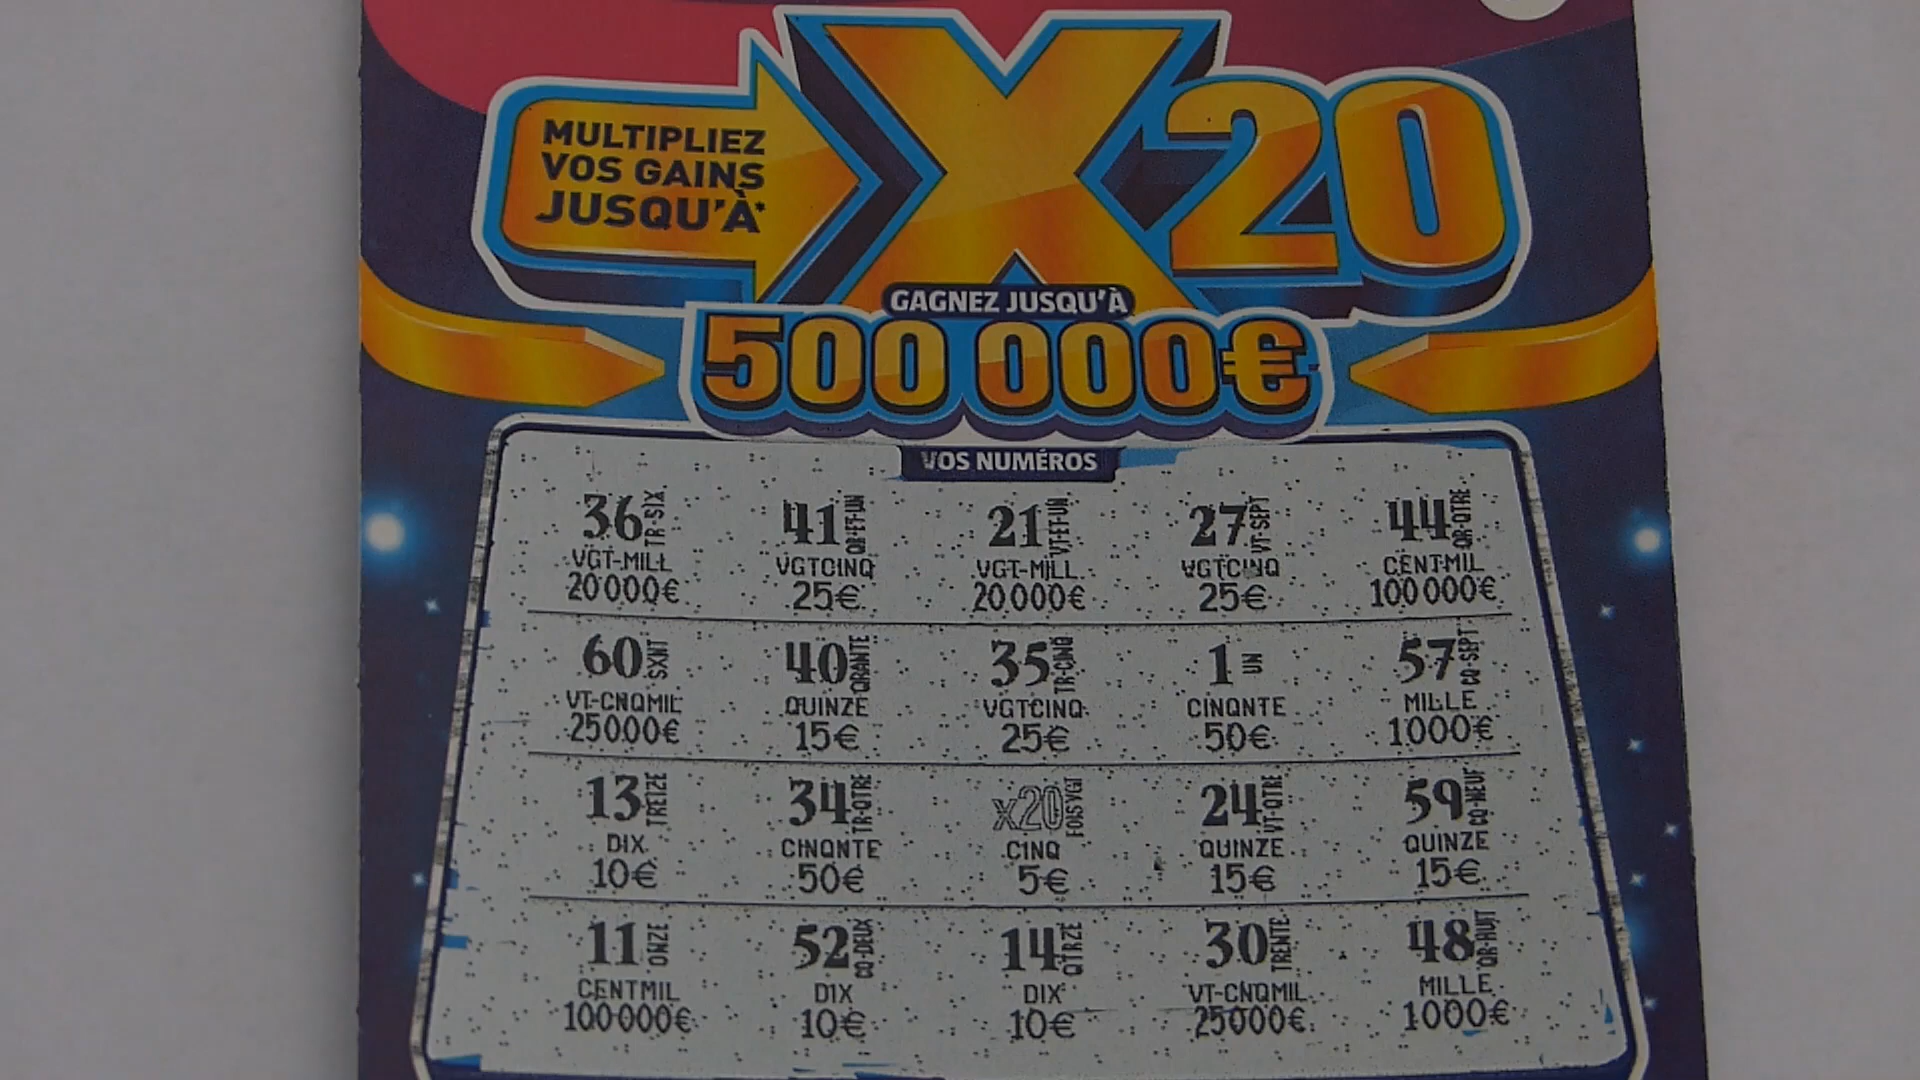 MULTIPLIEZ
VOS GAINS
JUSQU'À*
X20
GAGNEZ JUSQU'À
500 000€
VOS NUMÉROS
36 TR-SIX 41 QR-ET-UN 21 VT-ET-UN 27 VT-SEPT 44 QR-QTRE
VGT-MILL VGTCINQ VGT-MILL VGTCINQ CENTMIL
20000€ 25€ 20000€ 25€ 100000€
60 SXNT 40 QRANTE 35 TR-CINQ 1 UN 57 CQ-SEPT
VT-CNQMIL QUINZE VGTCINQ CINQNTE MILLE
25000€ 15€ 25€ 50€ 1000€
13 TREIZE 34 TR-QTRE X20 FOIS VGT 24 VT-QTRE 59 CQ-NEUF
DIX CINQNTE CINQ QUINZE QUINZE
10€ 50€ 5€ 15€ 15€
11 ONZE 52 CQ-DEUX 14 QTRZE 30 TRENTE 48 QR-HUIT
CENTMIL DIX DIX VT-CNQMIL MILLE
100000€ 10€ 10€ 25000€ 1000€